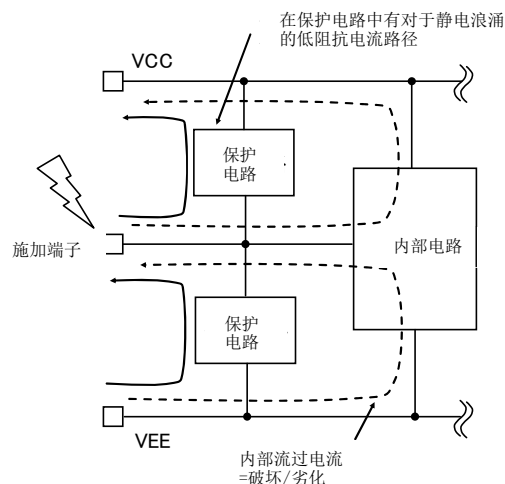 在保护电路中有对于静电浪涌
的低阻抗电流路径
VCC
保护
电路
施加端子
内部电路
保护
电路
VEE
内部流过电流
=破坏/劣化